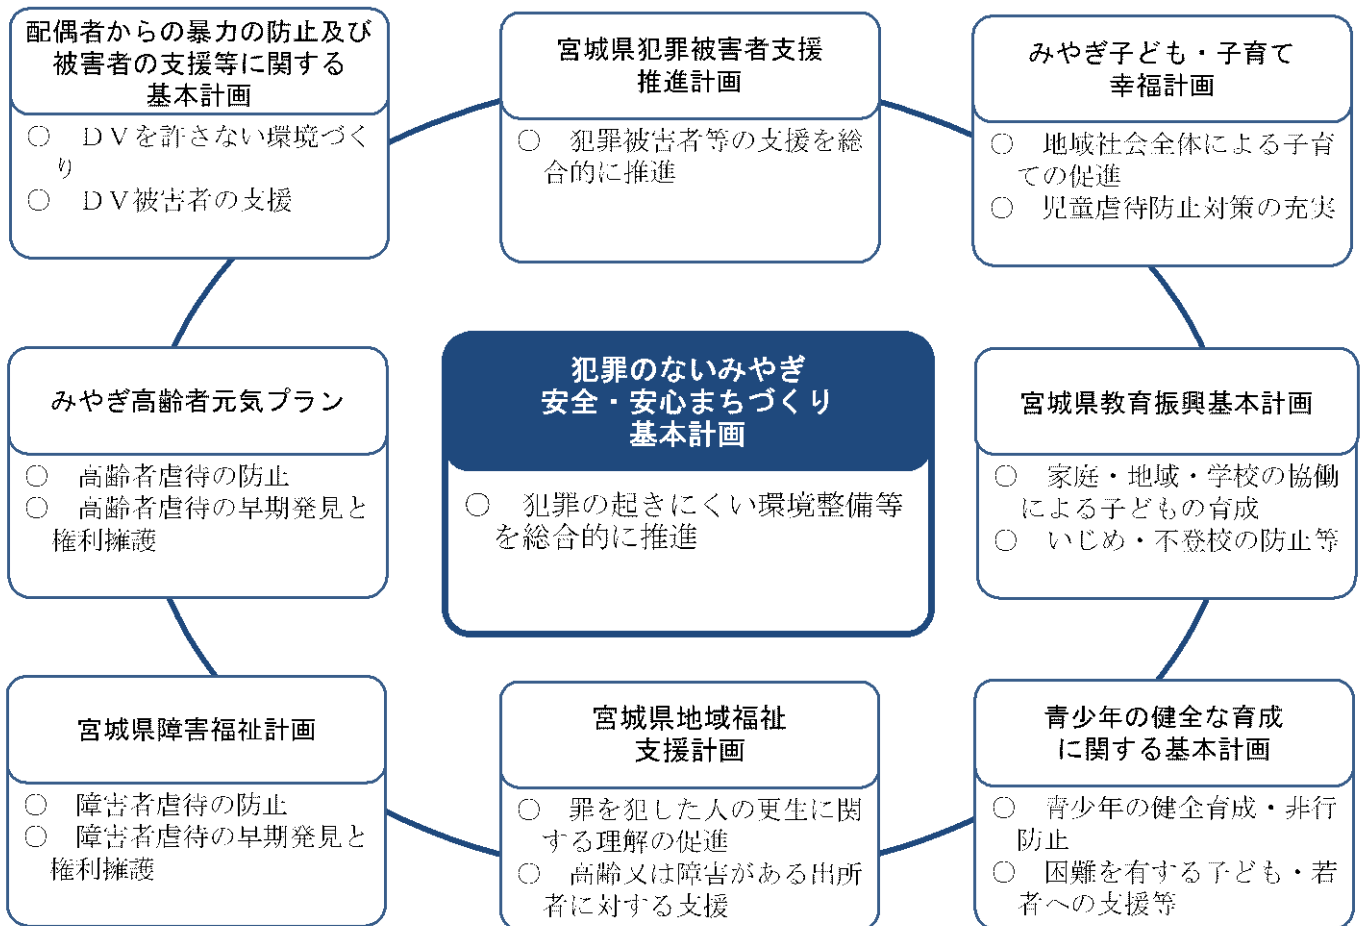 配偶者からの暴力の防止及び
被害者の支援等に関する
基本計画
○　ＤＶを許さない環境づく
り
○　ＤＶ被害者の支援
宮城県犯罪被害者支援
推進計画
○　犯罪被害者等の支援を総
合的に推進
みやぎ子ども・子育て
幸福計画
○　地域社会全体による子育
ての促進
○　児童虐待防止対策の充実
みやぎ高齢者元気プラン
○　高齢者虐待の防止
○　高齢者虐待の早期発見と
権利擁護
犯罪のないみやぎ
安全・安心まちづくり
基本計画
○　犯罪の起きにくい環境整備等
を総合的に推進
宮城県教育振興基本計画
○　家庭・地域・学校の協働
による子どもの育成
○　いじめ・不登校の防止等
宮城県障害福祉計画
○　障害者虐待の防止
○　障害者虐待の早期発見と
権利擁護
宮城県地域福祉
支援計画
○　罪を犯した人の更生に関
する理解の促進
○　高齢又は障害がある出所
者に対する支援
青少年の健全な育成
に関する基本計画
○　青少年の健全育成・非行
防止
○　困難を有する子ども・若
者への支援等